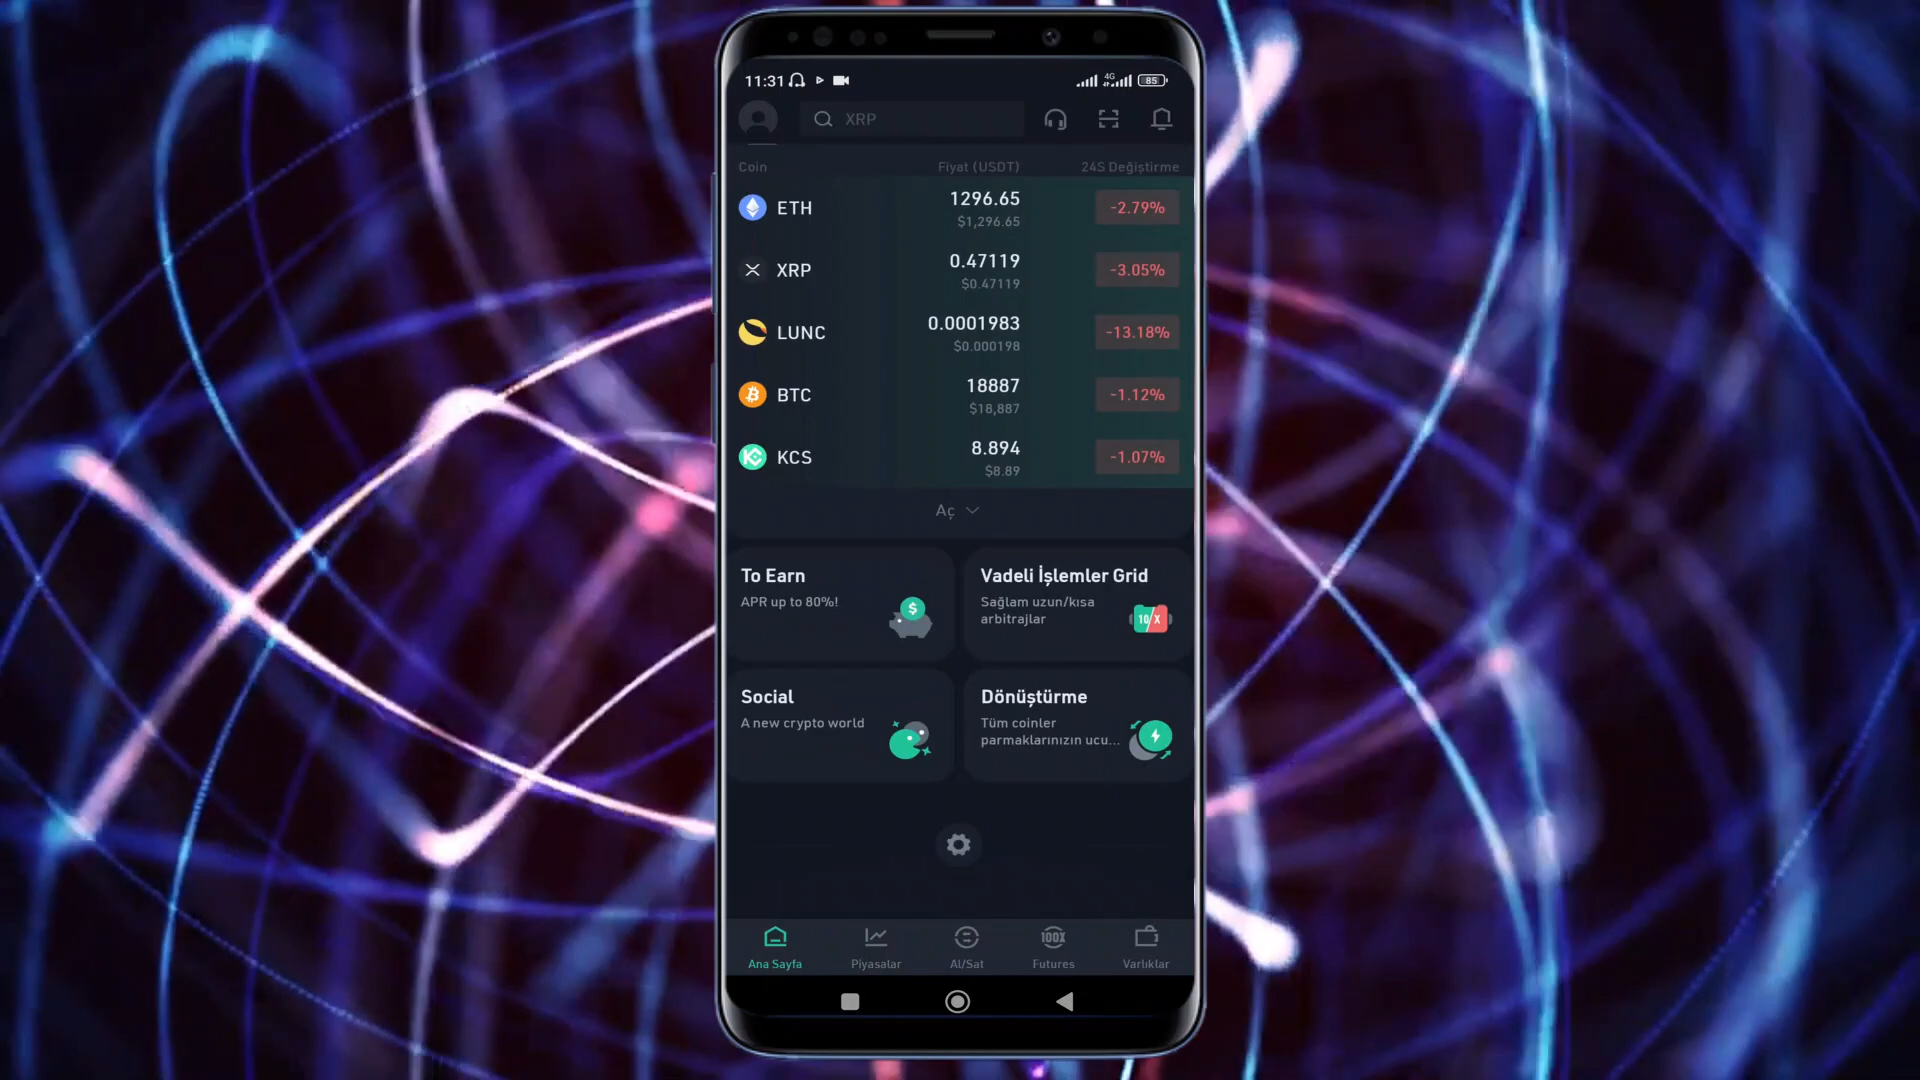 11:31
4G
85
XRP
Coin Fiyat (USDT) 24S Değiştirme
ETH 1296.65 -2.79%
$1,296.65
XRP 0.47119 -3.05%
$0.47119
LUNC 0.0001983 -13.18%
$0.000198
BTC 18887 -1.12%
$18,887
KCS 8.894 -1.07%
$8.89
Aç
To Earn
APR up to 80%!
$
Vadeli İşlemler Grid
Sağlam uzun/kısa
arbitrajlar
10/X
Social
A new crypto world
Dönüştürme
Tüm coinler
parmaklarınızın ucu...
100X
Ana Sayfa Piyasalar Al/Sat Futures Varlıklar